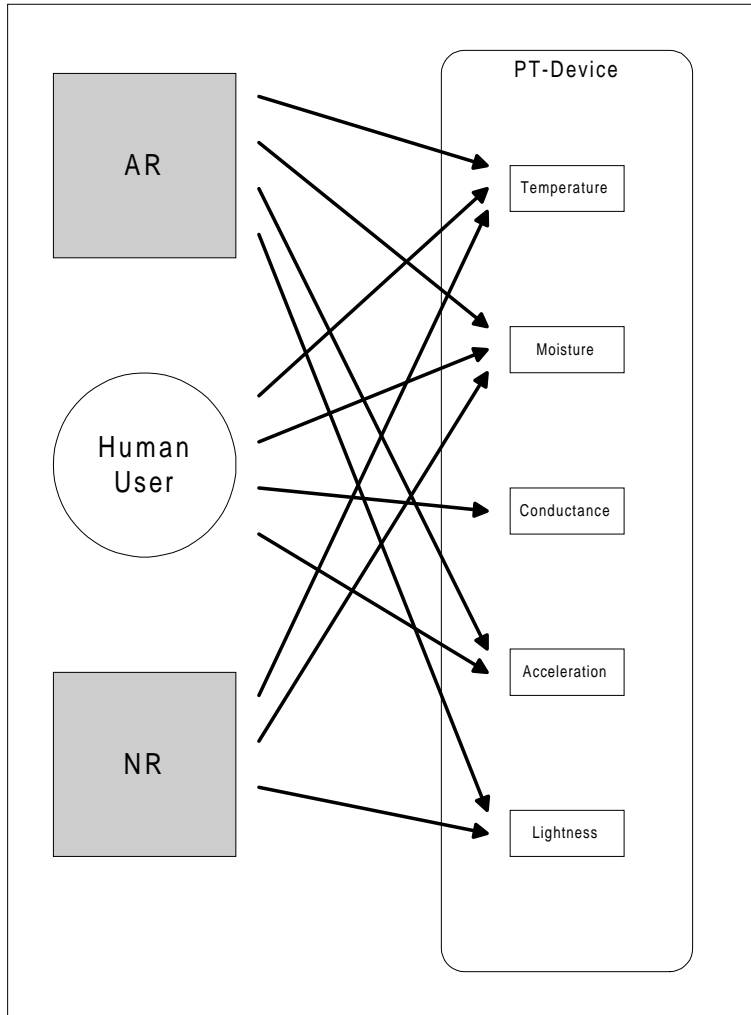 PT-Device
AR
Temperature
Moisture
Human
User
Conductance
Acceleration
NR
Lightness